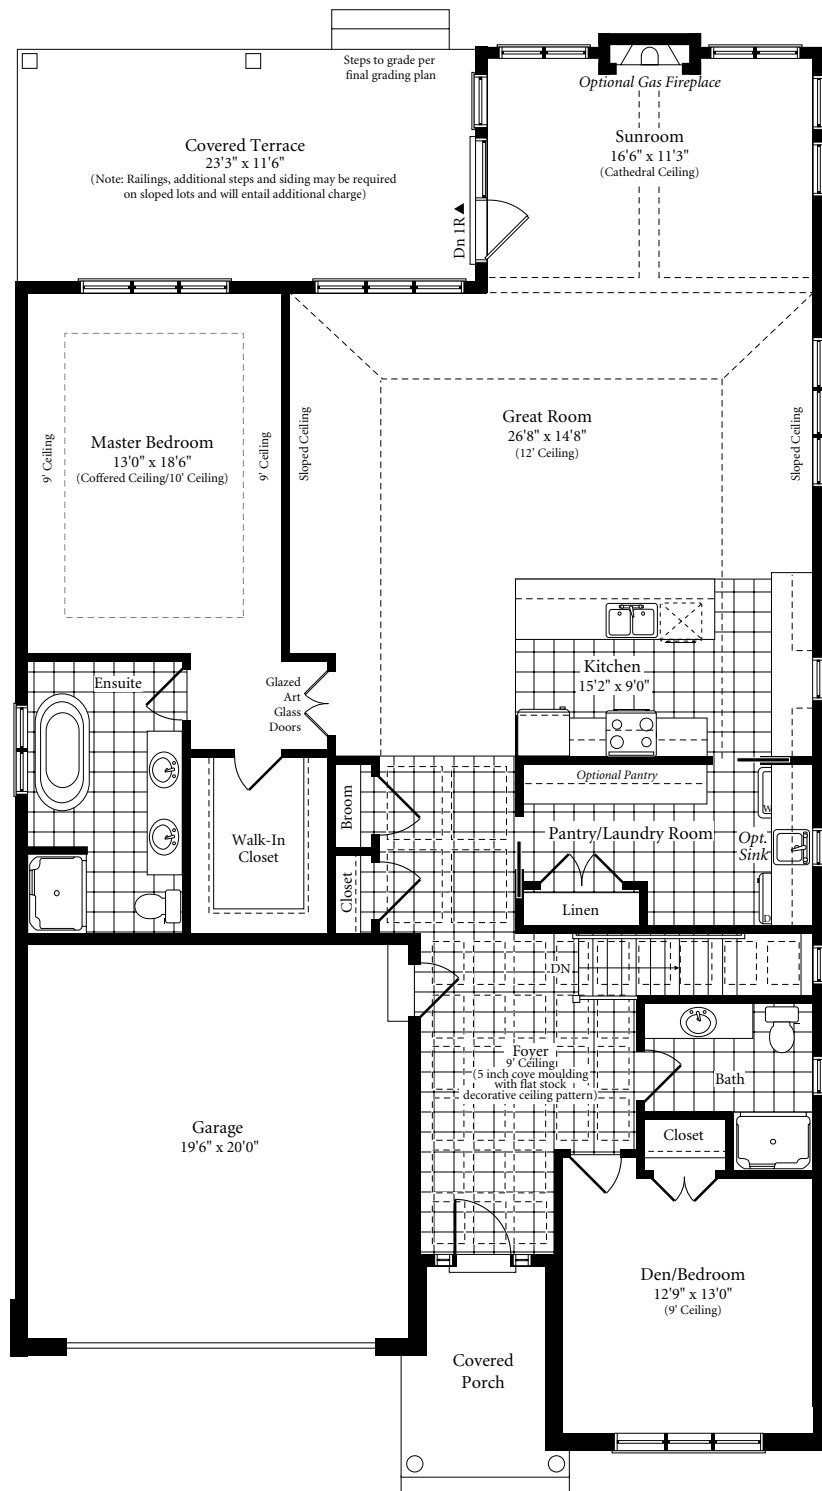 Steps to grade per
final grading plan
Optional Gas Fireplace
Covered Terrace
23'3" x 11'6"
(Note: Railings, additional steps and siding may be required
on sloped lots and will entail additional charge)
Sunroom
16'6" x 11'3"
(Cathedral Ceiling)
Dn 1R▲
Great Room
26'8" x 14'8"
(12' Ceiling)
Sloped Ceiling
Sloped Ceiling
Master Bedroom
13'0" x 18'6"
(Coffered Ceiling/10' Ceiling)
9' Ceiling
9' Ceiling
Kitchen
15'2" x 9'0"
Ensuite
Glazed
Art
Glass
Doors
Optional Pantry
Broom
W
Pantry/Laundry Room
Opt.
Sink
Walk-In
Closet
Closet
Linen
D
DN
Foyer
9' Ceiling
(5 inch cove moulding
with flat stock
decorative ceiling pattern)
Bath
Garage
19'6" x 20'0"
Closet
Den/Bedroom
12'9" x 13'0"
(9' Ceiling)
Covered
Porch